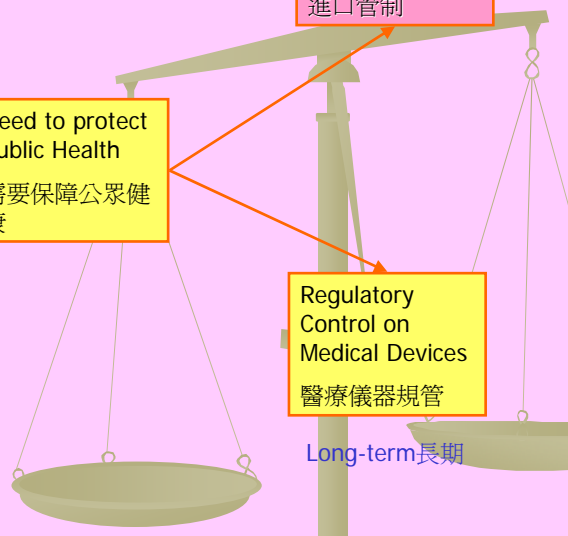 進口管制
eed to protect
ublic Health
需要保障公眾健
康
Regulatory
Control on
Medical Devices
醫療儀器規管
Long-term長期